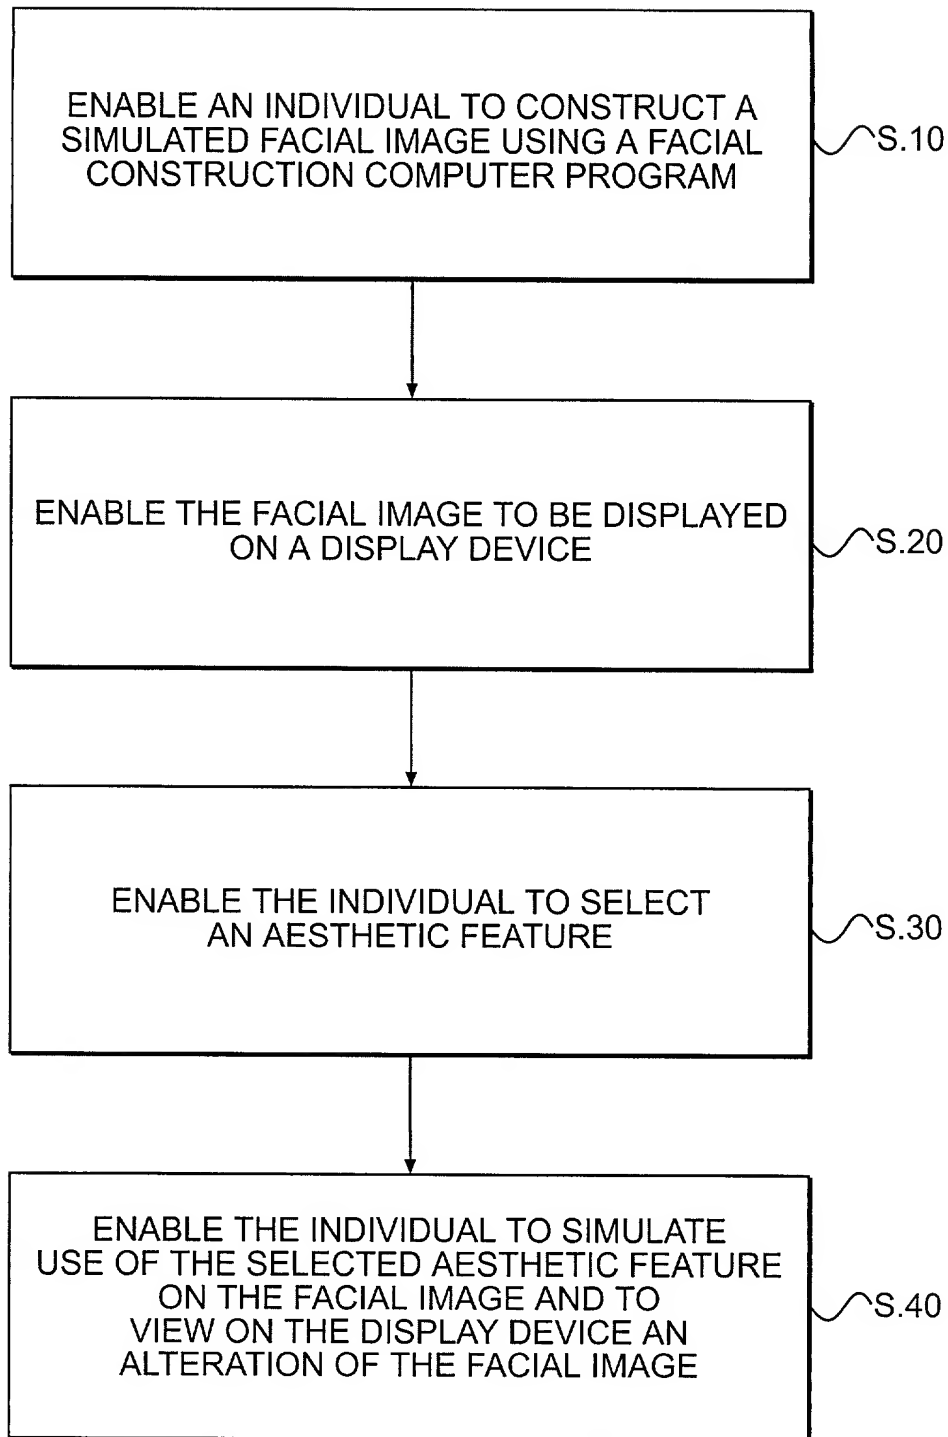 ENABLE AN INDIVIDUAL TO CONSTRUCT A
SIMULATED FACIAL IMAGE USING A FACIAL
CONSTRUCTION COMPUTER PROGRAM
S.10
ENABLE THE FACIAL IMAGE TO BE DISPLAYED
ON A DISPLAY DEVICE
S.20
ENABLE THE INDIVIDUAL TO SELECT
AN AESTHETIC FEATURE
S.30
ENABLE THE INDIVIDUAL TO SIMULATE
USE OF THE SELECTED AESTHETIC FEATURE
ON THE FACIAL IMAGE AND TO
VIEW ON THE DISPLAY DEVICE AN
ALTERATION OF THE FACIAL IMAGE
S.40